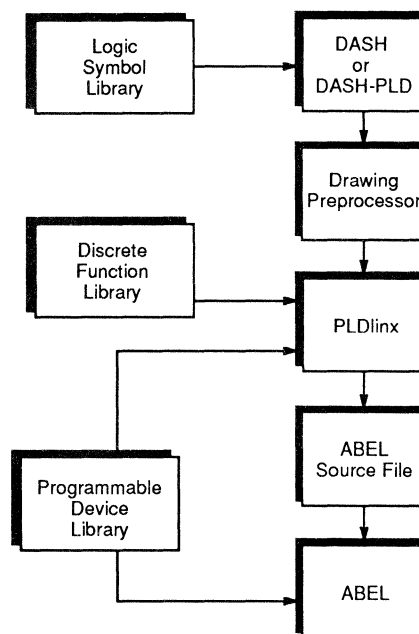 Logic
Symbol
Library
DASH
or
DASH-PLD
Drawing
Preprocessor
Discrete
Function
Library
PLDlinx
ABEL
Source File
Programmable
Device
Library
ABEL